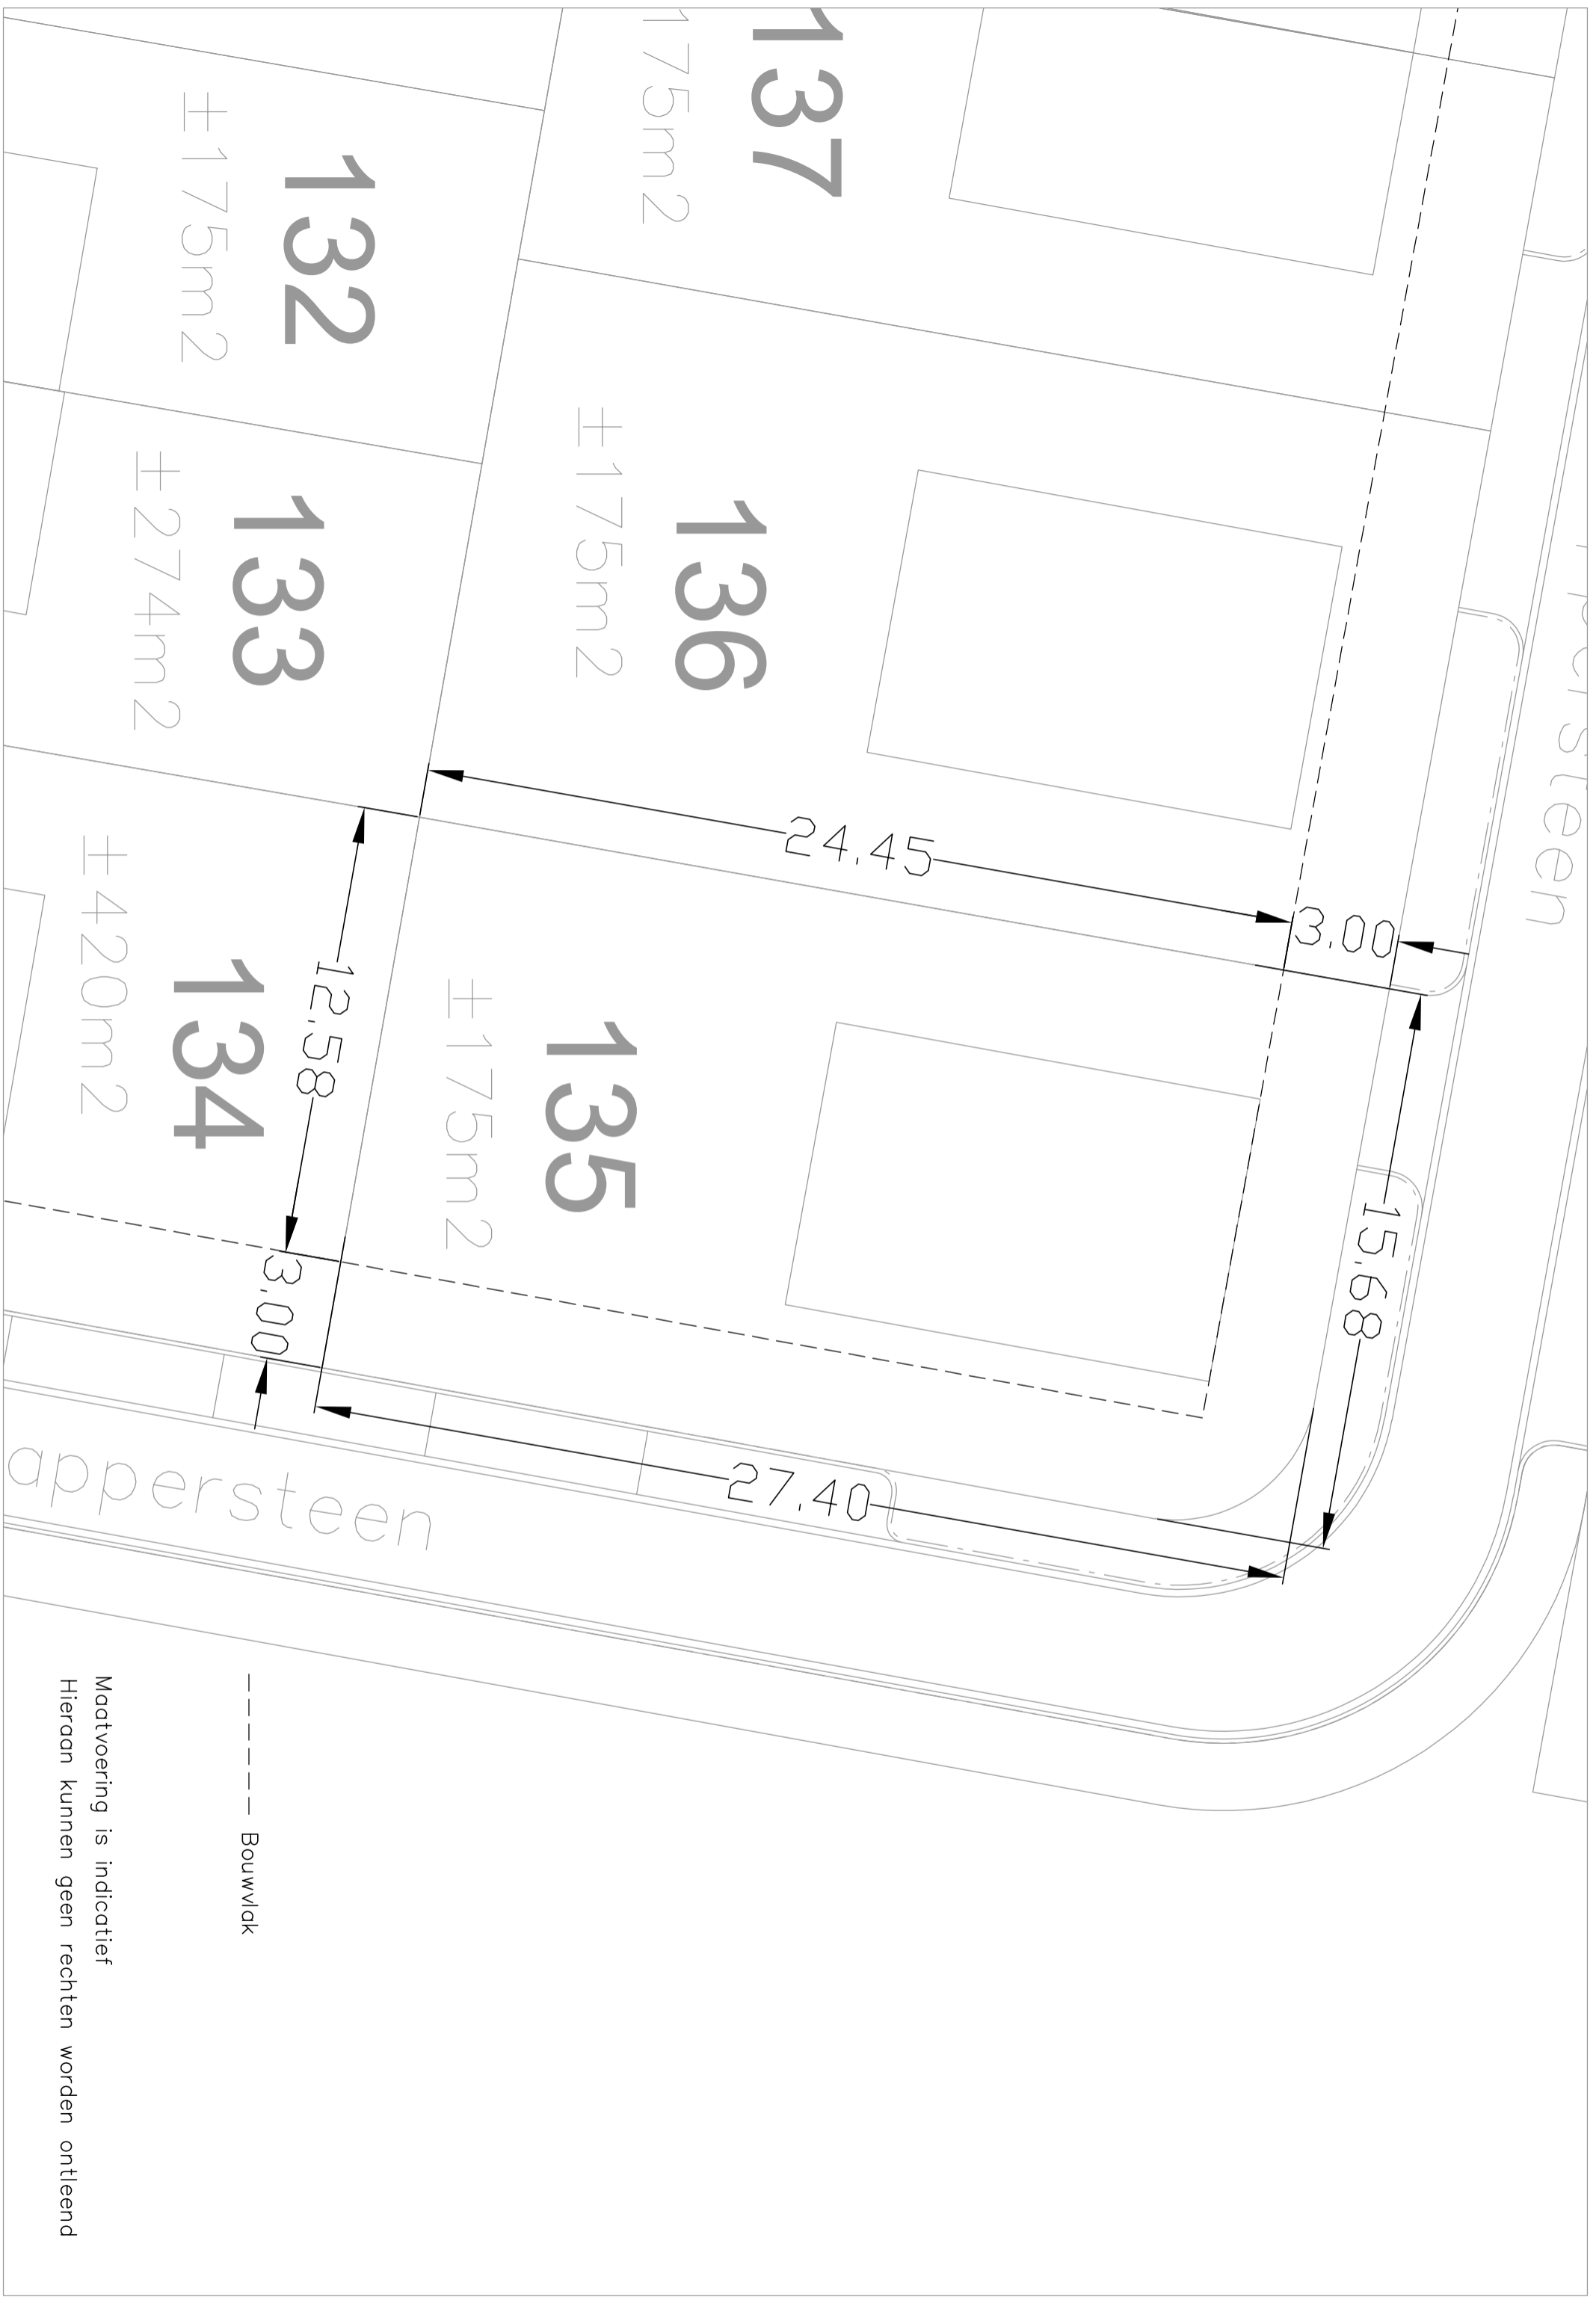 137
175m2
132
±175m2
136
±175m2
133
±274m2
24.45
3.00
12.58
135
±175m2
134
±420m2
15.68
3.00
27.40
appersteen
Bouwvlak
Maatvoering is indicatief
Hieraan kunnen geen rechten worden ontleend